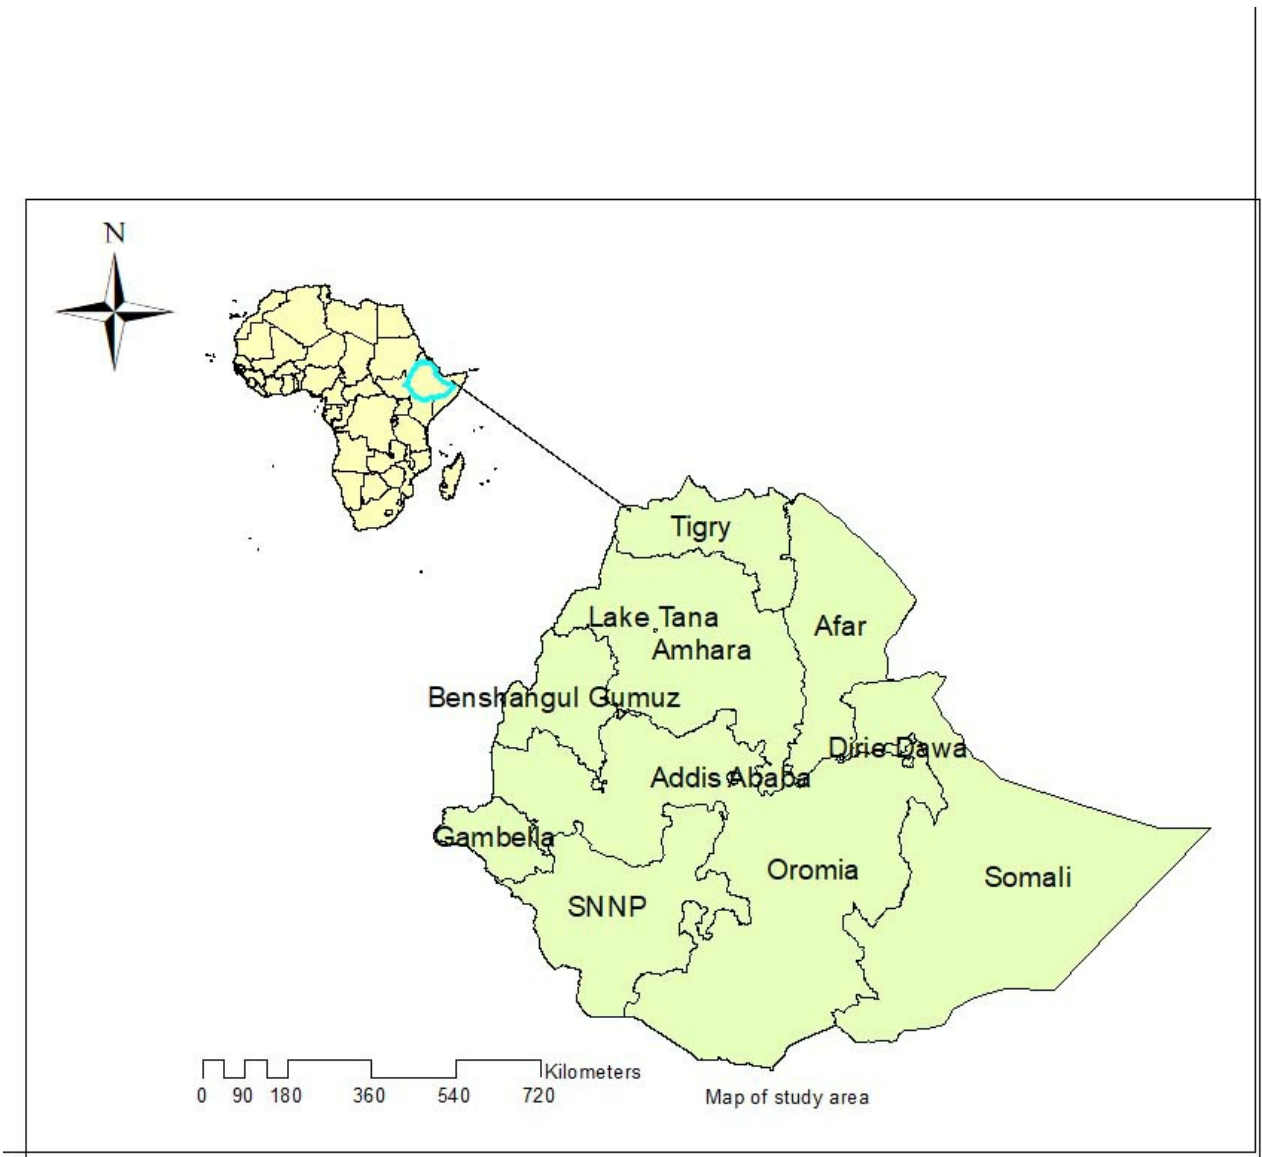 N
Tigry
Lake Tana
Afar
Amhara
Benshangul Gumuz
Dirie Dawa
Addis Ababa
Gambella
Oromia
Somali
SNNP
Kilometers
0 90 180 360 540 720
Map of study area